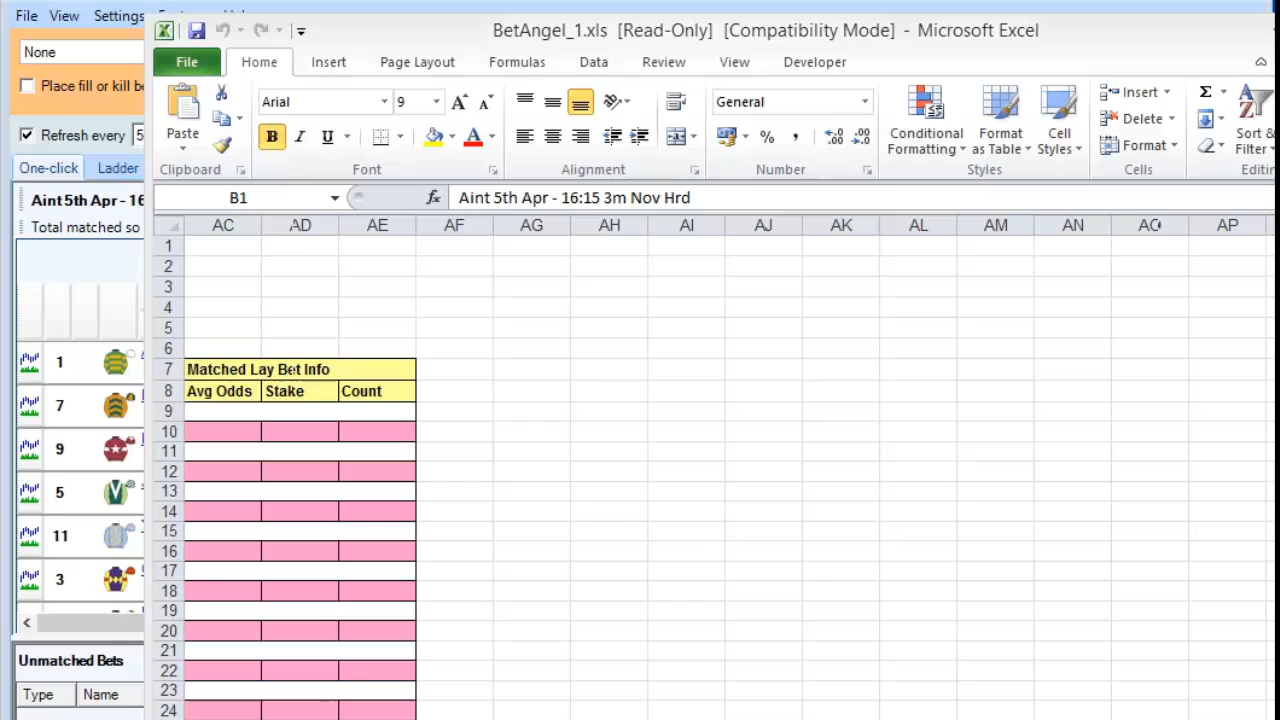 File View Settings
BetAngel_1.xls [Read-Only] [Compatibility Mode] - Microsoft Excel
None
File Home Insert Page Layout Formulas Data Review View Developer
Place fill or kill be
Arial 9 General
Insert
Delete
Format
Paste
B I U A % ,
Conditional Formatting
Format as Table
Cell Styles
Sort & Filter
Refresh every 5
One-click Ladder
Clipboard Font Alignment Number Styles Cells Editin
Aint 5th Apr - 16
B1 fx Aint 5th Apr - 16:15 3m Nov Hrd
Total matched so
AC AD AE AF AG AH AI AJ AK AL AM AN AO AP
1
2
3
4
5
6
7 Matched Lay Bet Info
8 Avg Odds Stake Count
9
10
11
12
13
14
15
16
17
18
19
20
21
22
23
24
1
7
9
5
11
3
Unmatched Bets
Type Name